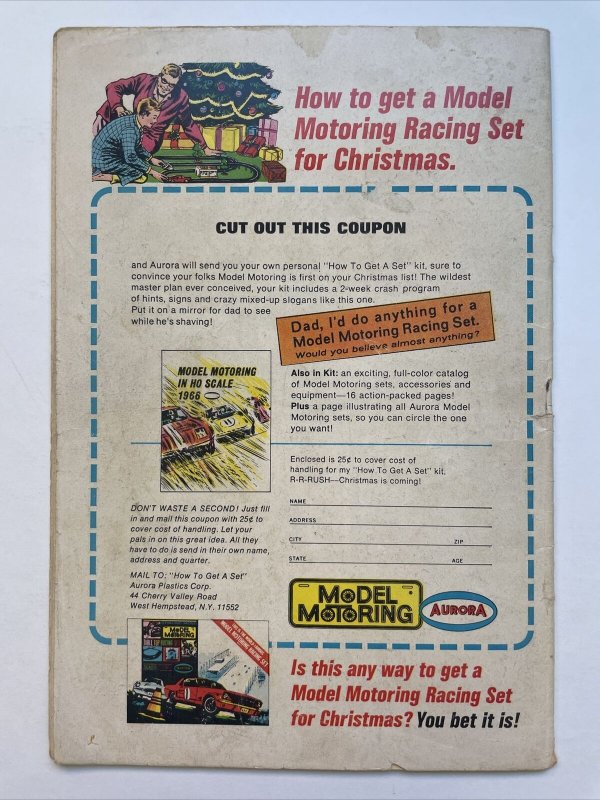 How to get a Model
Motoring Racing Set
for Christmas.
CUT OUT THIS COUPON
and Aurora will send you your own personal "How To Get A Set" kit, sure to
convince your folks Model Motoring is first on your Christmas list! The wildest
master plan ever conceived, your kit includes a 2-week crash program
of hints, signs and crazy mixed-up slogans like this one.
Put it on a mirror for dad to see
while he's shaving!
Dad, I'd do anything for a
Model Motoring Racing Set.
Would you believe almost anything?
MODEL MOTORING
IN HO SCALE
1966
Also in Kit: an exciting, full-color catalog
of Model Motoring sets, accessories and
equipment—16 action-packed pages!
Plus a page illustrating all Aurora Model
Motoring sets, so you can circle the one
you want!
Enclosed is 25¢ to cover cost of
handling for my "How To Get A Set" kit.
R-R-RUSH—Christmas is coming!
NAME
ADDRESS
CITY ZIP
STATE AGE
DON'T WASTE A SECOND! Just fill
in and mail this coupon with 25¢ to
cover cost of handling. Let your
pals in on this great idea. All they
have to do is send in their own name,
address and quarter.
MAIL TO: "How To Get A Set"
Aurora Plastics Corp.
44 Cherry Valley Road
West Hempstead, N.Y. 11552
MODEL
MOTORING
AURORA
MODEL
MOTORING
Is this any way to get a
Model Motoring Racing Set
for Christmas? You bet it is!